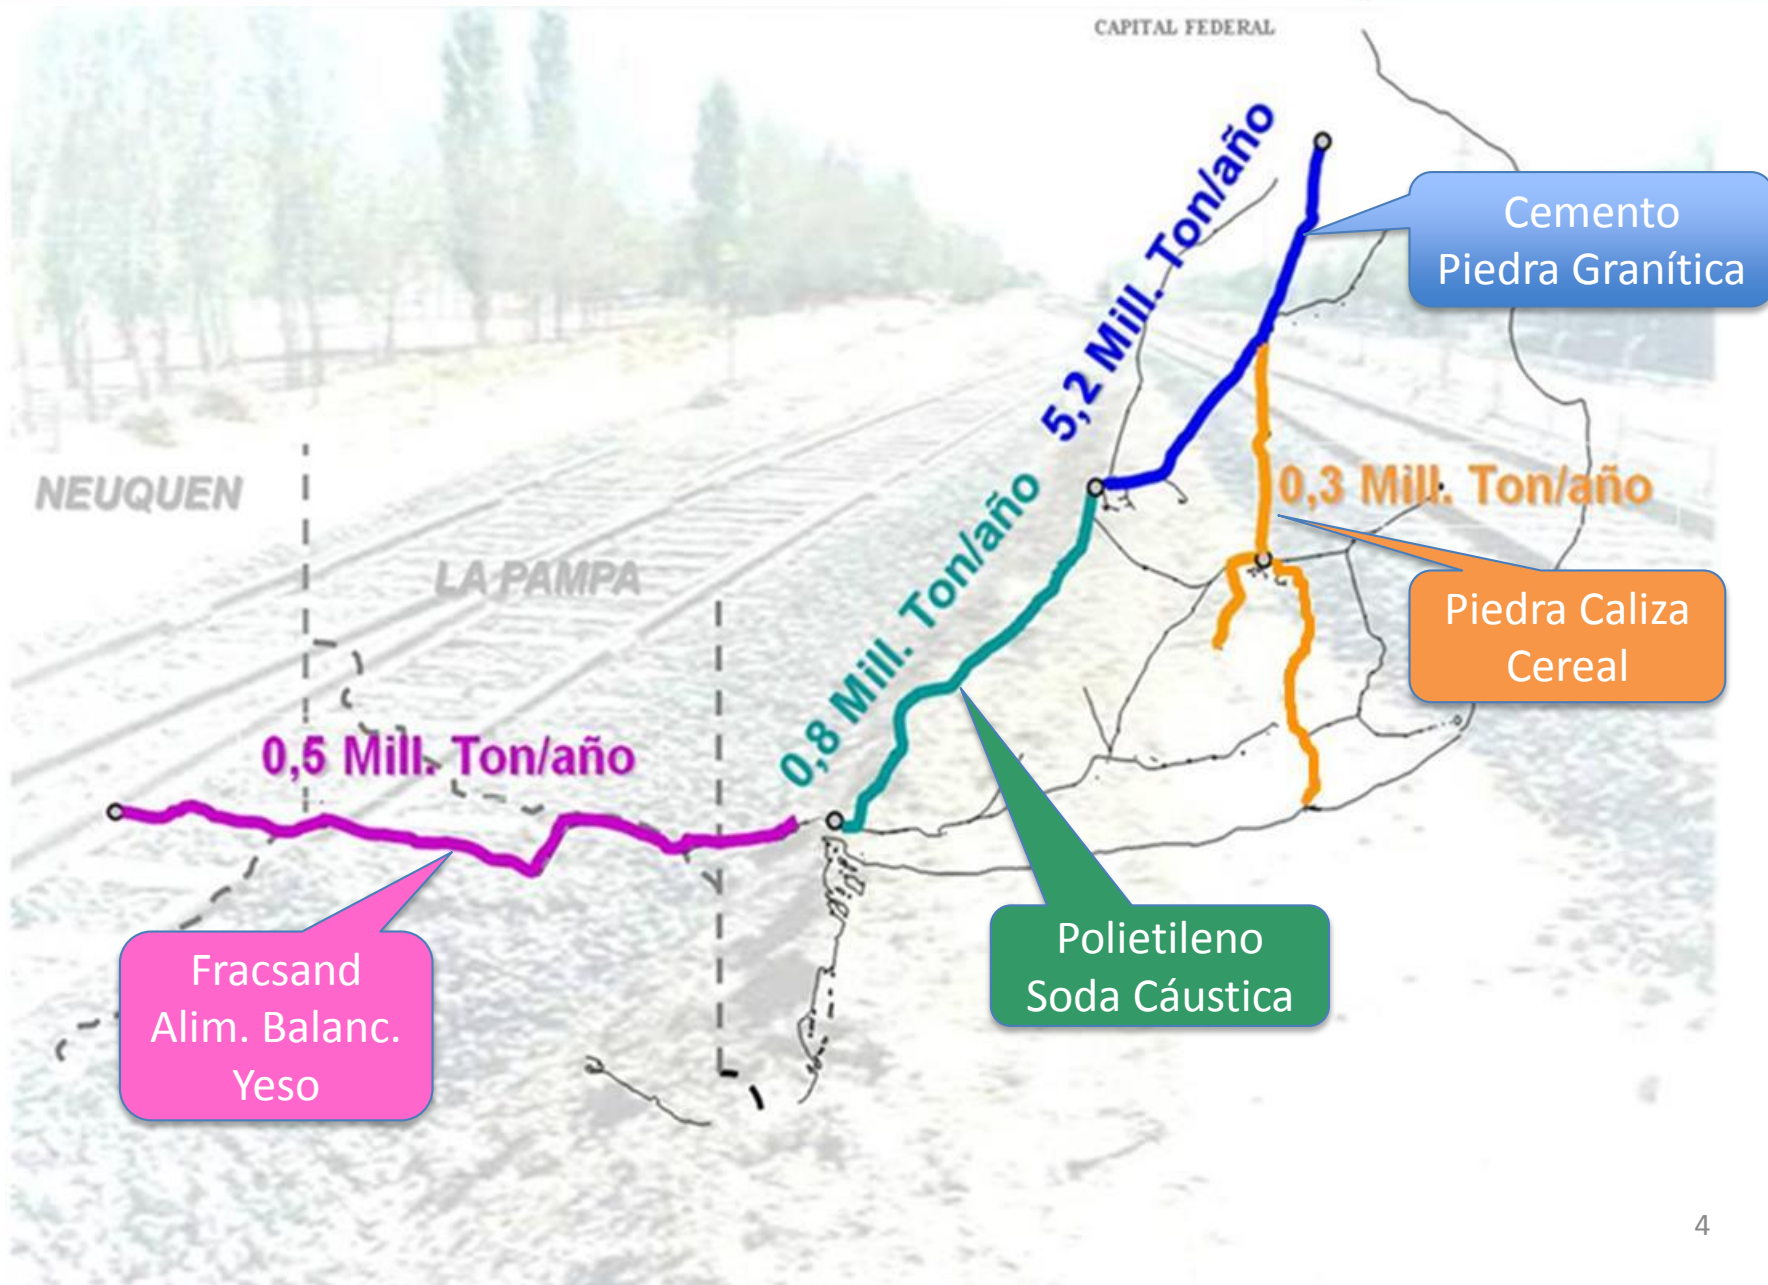 CAPITAL FEDERAL
5,2 Mill. Ton/año
Cemento
Piedra Granítica
NEUQUEN
LA PAMPA
0,3 Mill. Ton/año
0,8 Mill. Ton/año
Piedra Caliza
Cereal
0,5 Mill. Ton/año
Polietileno
Soda Cáustica
Fracsand
Alim. Balanc.
Yeso
4